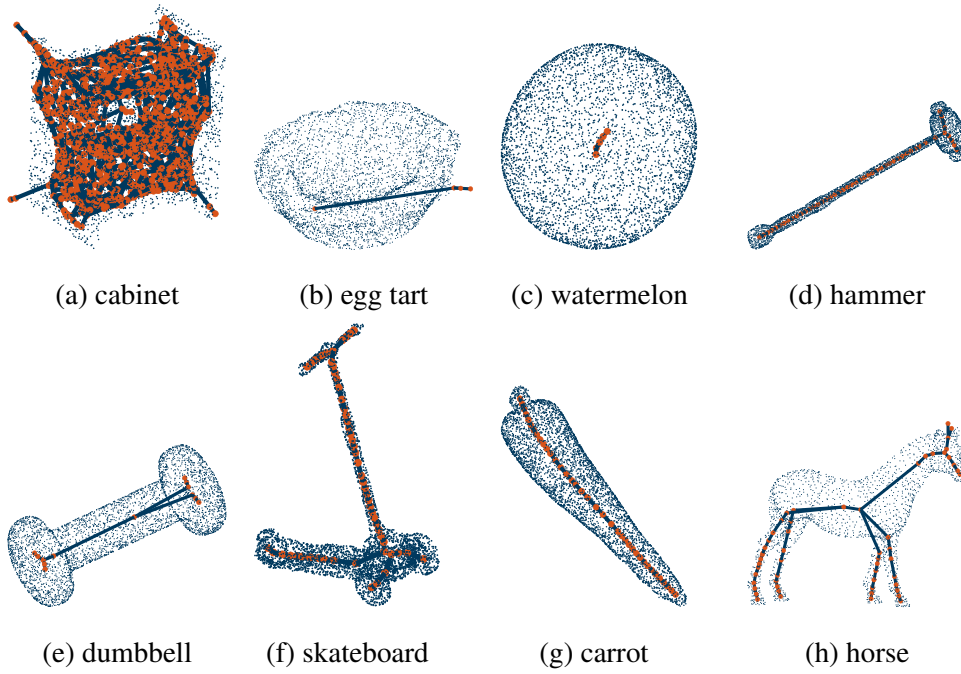 (a) cabinet
(b) egg tart
(c) watermelon
(d) hammer
(e) dumbbell
(f) skateboard
(g) carrot
(h) horse